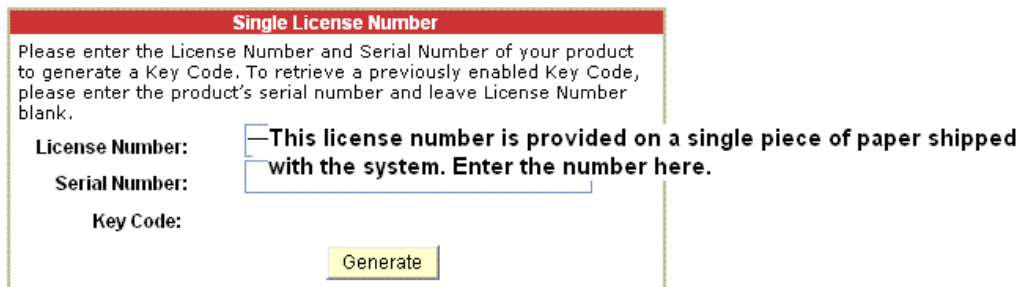 Single License Number
Please enter the License Number and Serial Number of your product
to generate a Key Code. To retrieve a previously enabled Key Code,
please enter the product's serial number and leave License Number
blank.
License Number:
—This license number is provided on a single piece of paper shipped
with the system. Enter the number here.
Serial Number:
Key Code:
Generate